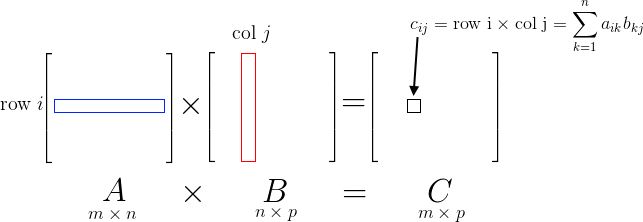 col j
c_{ij} = row i × col j = \sum_{k=1}^{n} a_{ik} b_{kj}
row i [ ] × [ ] = [ ]
A × B = C
m × n n × p m × p